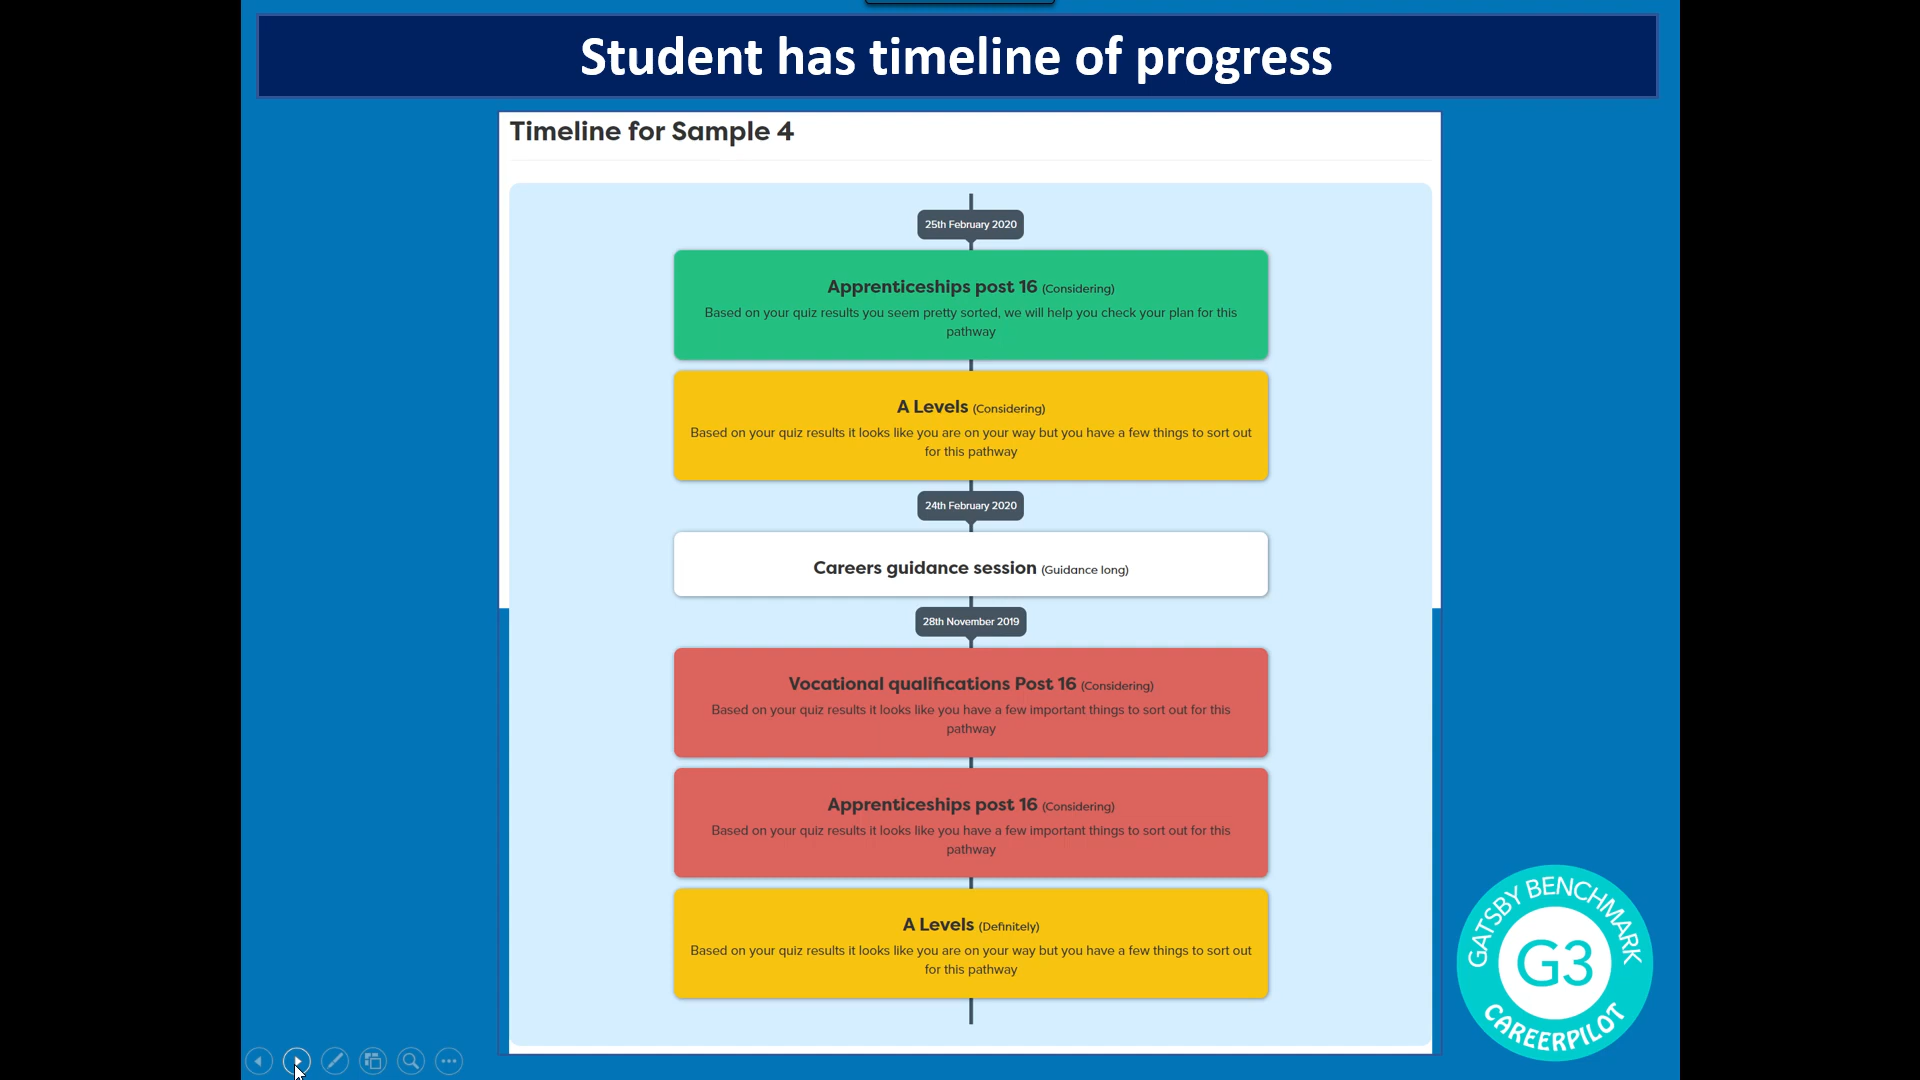 Student has timeline of progress
Timeline for Sample 4
25th February 2020
Apprenticeships post 16 (Considering)
Based on your quiz results you seem pretty sorted, we will help you check your plan for this
pathway
A Levels (Considering)
Based on your quiz results it looks like you are on your way but you have a few things to sort out
for this pathway
24th February 2020
Careers guidance session (Guidance long)
28th November 2019
Vocational qualifications Post 16 (Considering)
Based on your quiz results it looks like you have a few important things to sort out for this
pathway
Apprenticeships post 16 (Considering)
Based on your quiz results it looks like you have a few important things to sort out for this
pathway
A Levels (Definitely)
Based on your quiz results it looks like you are on your way but you have a few things to sort out
for this pathway
GATSBY BENCHMARK
G3
CAREERPILOT